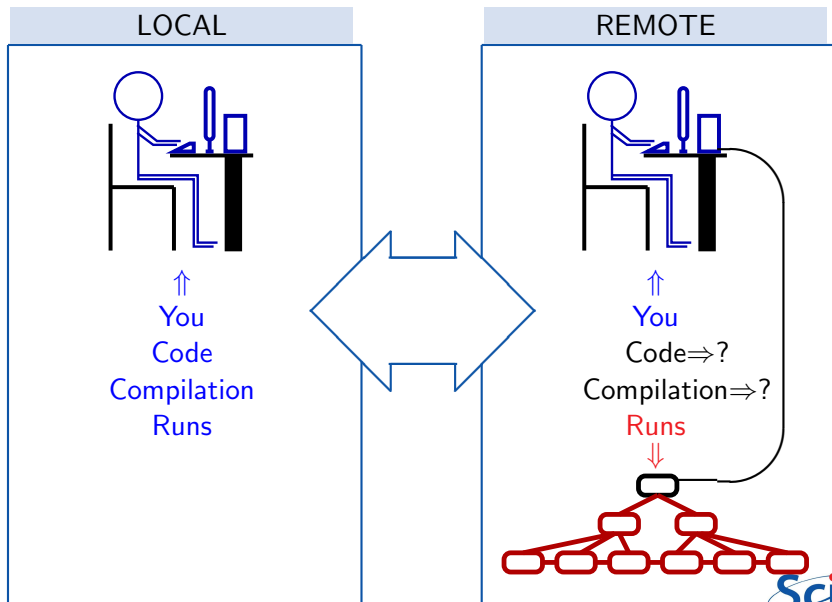 LOCAL
REMOTE
⇑
You
Code
Compilation
Runs
⇑
You
Code⇒?
Compilation⇒?
Runs
⇓